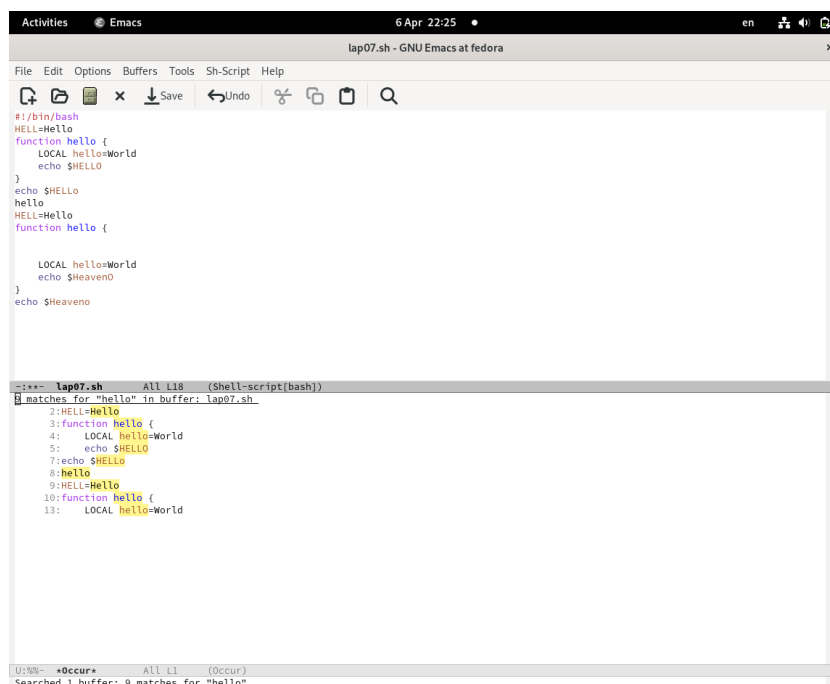 Activities Emacs 6 Apr 22:25 en
lap07.sh - GNU Emacs at fedora
File Edit Options Buffers Tools Sh-Script Help
Save Undo
#!/bin/bash
HELL=Hello
function hello {
    LOCAL hello=World
    echo $HELLO
}
echo $HELLo
hello
HELL=Hello
function hello {
    LOCAL hello=World
    echo $HeavenO
}
echo $Heaveno
-:**- lap07.sh All L18 (Shell-script[bash])
9 matches for "hello" in buffer: lap07.sh
2:HELL=Hello
3:function hello {
4:    LOCAL hello=World
5:    echo $HELLO
7:echo $HELLo
8:hello
9:HELL=Hello
10:function hello {
13:    LOCAL hello=World
U:%%- *Occur* All L1 (Occur)
Searched 1 buffer; 9 matches for "hello"